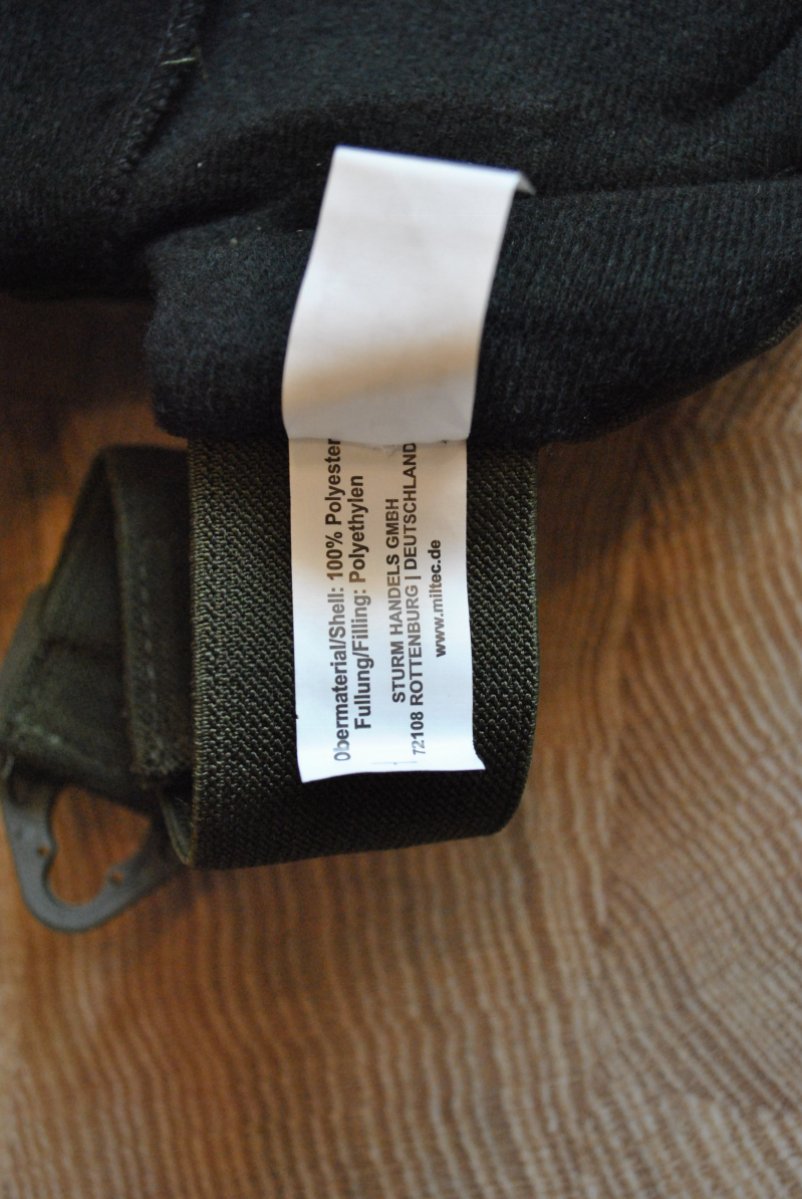 Obermaterial/Shell: 100% Polyester
Fullung/Filling: Polyethylen
STURM HANDELS GMBH
72108 ROTTENBURG | DEUTSCHLAND
www.miltec.de